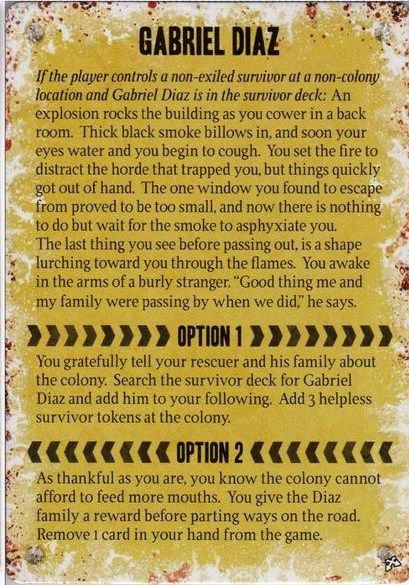 GABRIEL DIAZ
If the player controls a non-exiled survivor at a non-colony
location and Gabriel Diaz is in the survivor deck: An
explosion rocks the building as you cower in a back
room. Thick black smoke billows in, and soon your
eyes water and you begin to cough. You set the fire to
distract the horde that trapped you, but things quickly
got out of hand. The one window you found to escape
from proved to be too small, and now there is nothing
to do but wait for the smoke to asphyxiate you.
The last thing you see before passing out, is a shape
lurching toward you through the flames. You awake
in the arms of a burly stranger. "Good thing me and
my family were passing by when we did," he says.
OPTION 1
You gratefully tell your rescuer and his family about
the colony. Search the survivor deck for Gabriel
Diaz and add him to your following. Add 3 helpless
survivor tokens at the colony.
OPTION 2
As thankful as you are, you know the colony cannot
afford to feed more mouths. You give the Diaz
family a reward before parting ways on the road.
Remove 1 card in your hand from the game.